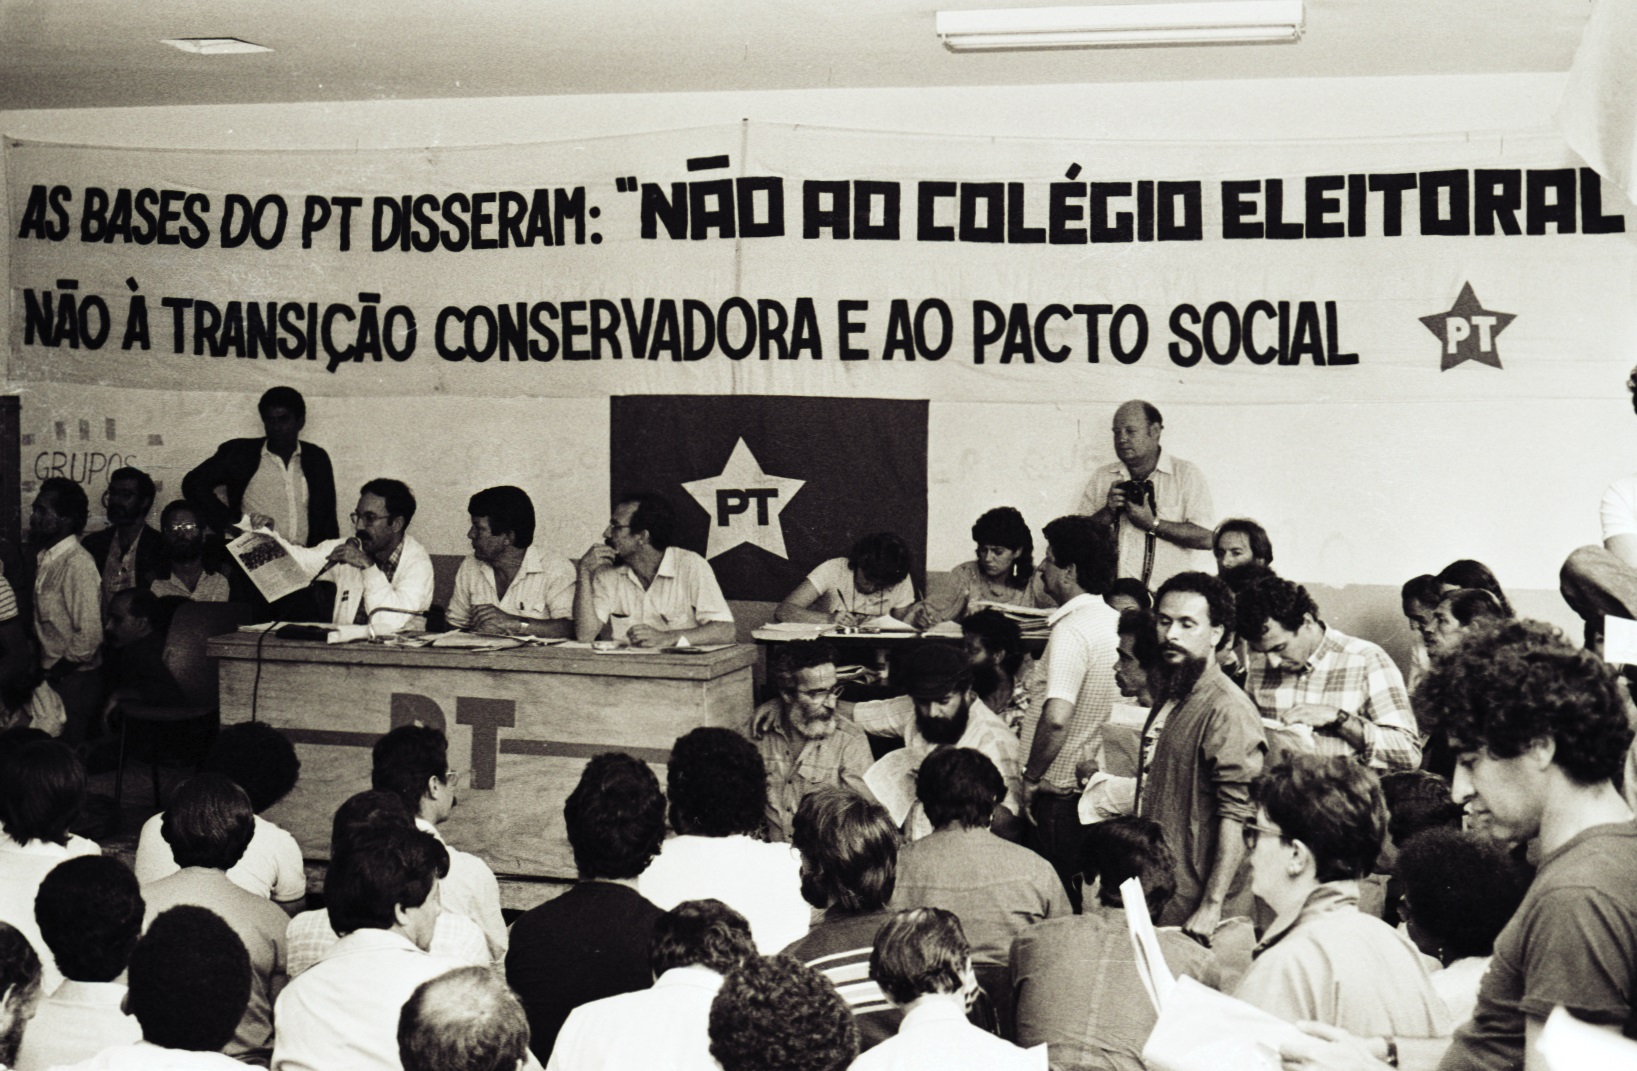 AS BASES DO PT DISSERAM: "NÃO AO COLÉGIO ELEITORAL
NÃO À TRANSIÇÃO CONSERVADORA E AO PACTO SOCIAL
PT
GRUPOS
PT
PT